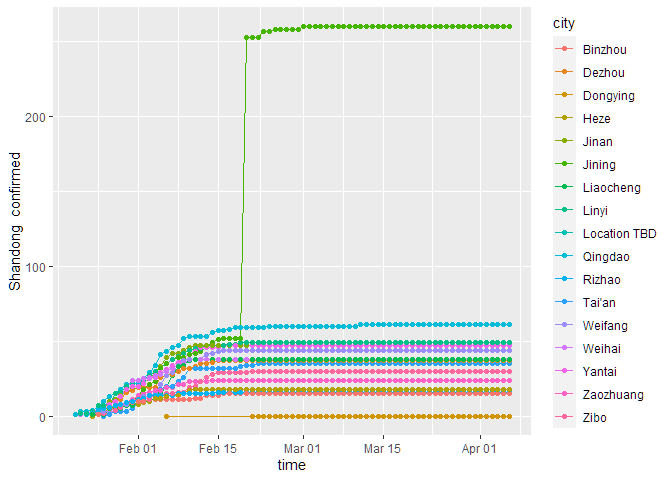 city
Binzhou
Dezhou
Dongying
Heze
Jinan
Jining
Liaocheng
Linyi
Location TBD
Qingdao
Rizhao
Tai'an
Weifang
Weihai
Yantai
Zaozhuang
Zibo
Shandong confirmed
200
100
0
Feb 01 Feb 15 Mar 01 Mar 15 Apr 01
time